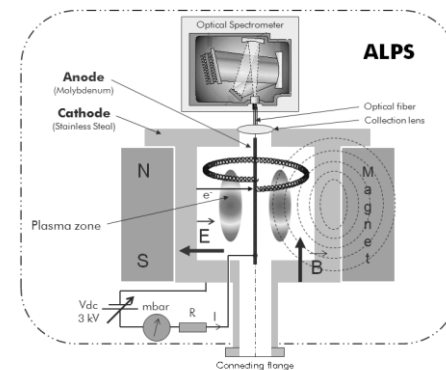 Optical Spectrometer
ALPS
Anode
(Molybdenum)
Cathode
(Stainless Steal)
Optical fiber
Collection lens
N
S
Magnet
e-
Plasma zone
E
B
Vdc
3 kV
mbar
R
I
Connecting flange